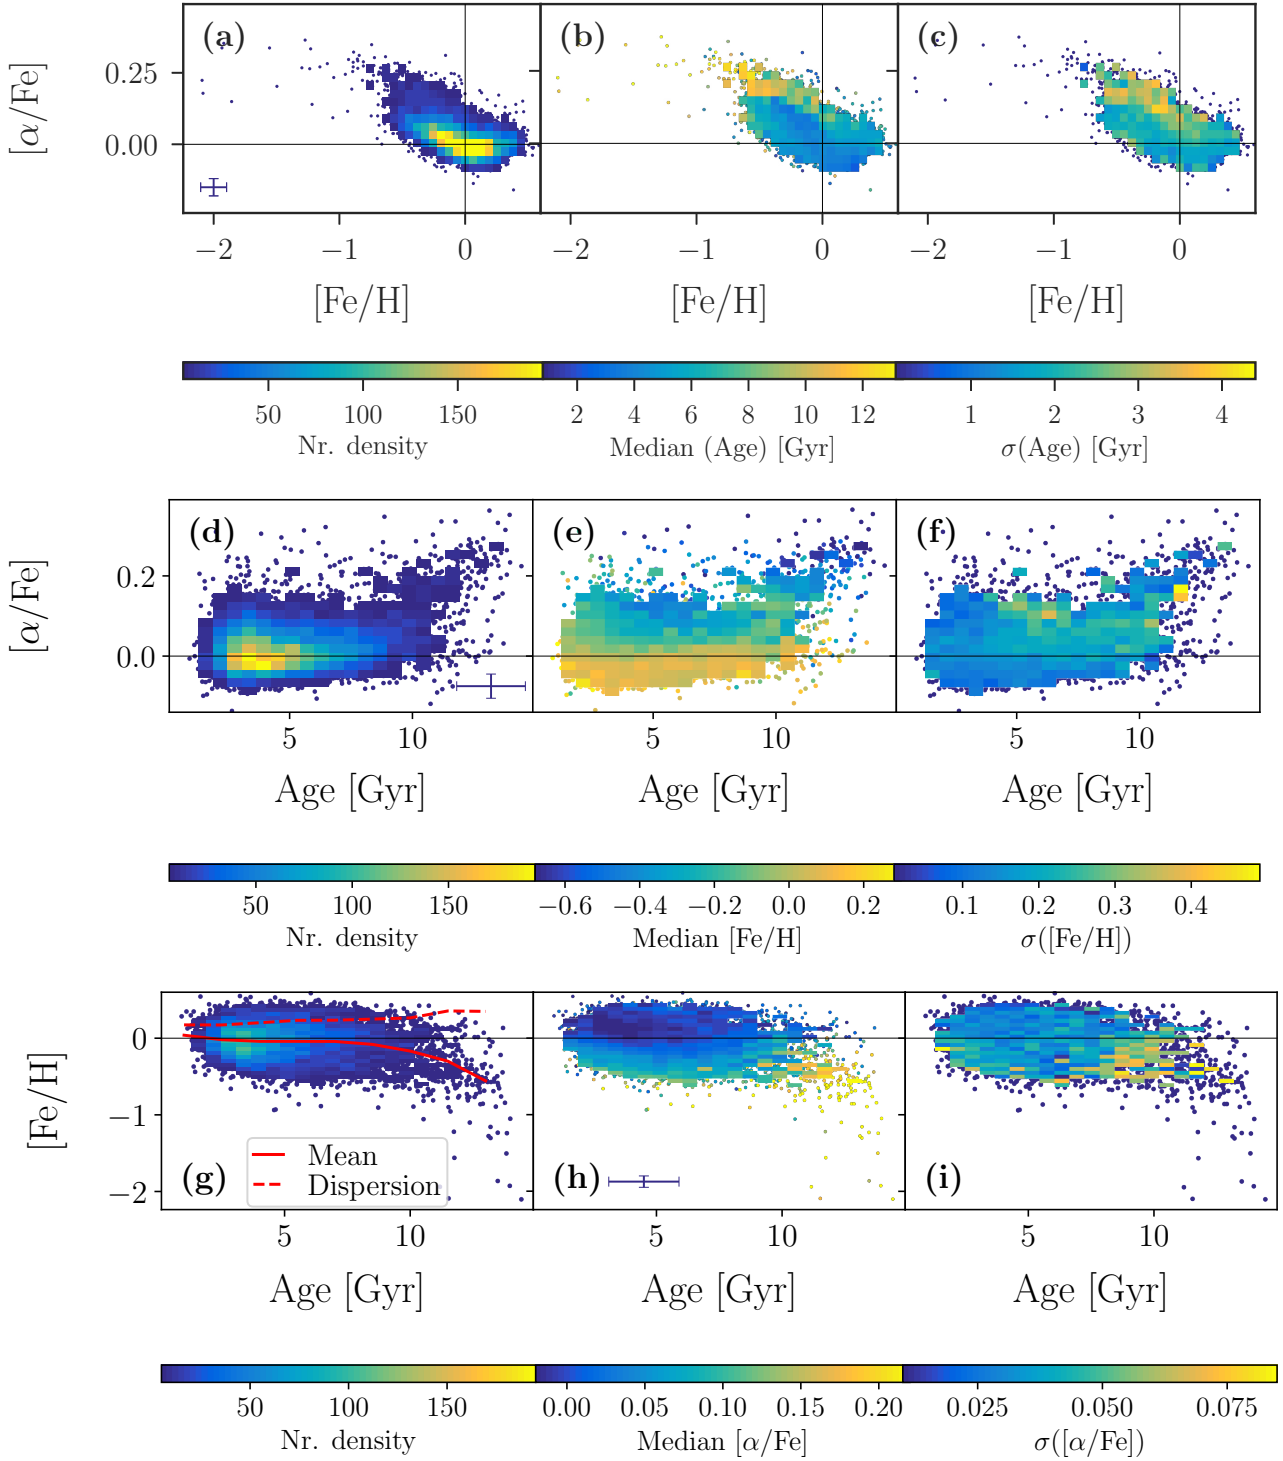 (a) (b) (c)
[α/Fe]
0.25
0.00
−2 −1 0 −2 −1 0 −2 −1 0
[Fe/H] [Fe/H] [Fe/H]
50 100 150 2 4 6 8 10 12 1 2 3 4
Nr. density Median (Age) [Gyr] σ(Age) [Gyr]
(d) (e) (f)
[α/Fe]
0.2
0.0
5 10 5 10 5 10
Age [Gyr] Age [Gyr] Age [Gyr]
50 100 150 −0.6 −0.4 −0.2 0.0 0.2 0.1 0.2 0.3 0.4
Nr. density Median [Fe/H] σ([Fe/H])
[Fe/H]
0
−1
−2
Mean
Dispersion
(g) (h) (i)
5 10 5 10 5 10
Age [Gyr] Age [Gyr] Age [Gyr]
50 100 150 0.00 0.05 0.10 0.15 0.20 0.025 0.050 0.075
Nr. density Median [α/Fe] σ([α/Fe])